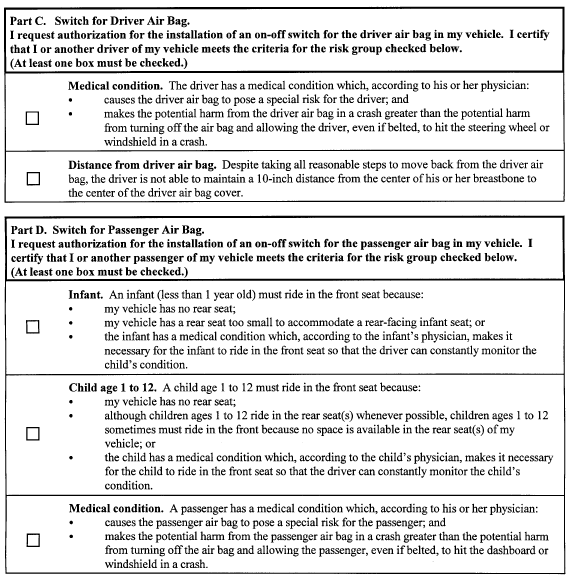 Part C. Switch for Driver Air Bag.
I request authorization for the installation of an on-off switch for the driver air bag in my vehicle. I certify
that I or another driver of my vehicle meets the criteria for the risk group checked below.
(At least one box must be checked.)
Medical condition. The driver has a medical condition which, according to his or her physician:
• causes the driver air bag to pose a special risk for the driver; and
• makes the potential harm from the driver air bag in a crash greater than the potential harm
from turning off the air bag and allowing the driver, even if belted, to hit the steering wheel or
windshield in a crash.
Distance from driver air bag. Despite taking all reasonable steps to move back from the driver air
bag, the driver is not able to maintain a 10-inch distance from the center of his or her breastbone to
the center of the driver air bag cover.
Part D. Switch for Passenger Air Bag.
I request authorization for the installation of an on-off switch for the passenger air bag in my vehicle. I
certify that I or another passenger of my vehicle meets the criteria for the risk group checked below.
(At least one box must be checked.)
Infant. An infant (less than 1 year old) must ride in the front seat because:
• my vehicle has no rear seat;
• my vehicle has a rear seat too small to accommodate a rear-facing infant seat; or
• the infant has a medical condition which, according to the infant's physician, makes it
necessary for the infant to ride in the front seat so that the driver can constantly monitor the
child's condition.
Child age 1 to 12. A child age 1 to 12 must ride in the front seat because:
• my vehicle has no rear seat;
• although children ages 1 to 12 ride in the rear seat(s) whenever possible, children ages 1 to 12
sometimes must ride in the front because no space is available in the rear seat(s) of my
vehicle; or
• the child has a medical condition which, according to the child's physician, makes it necessary
for the child to ride in the front seat so that the driver can constantly monitor the child's
condition.
Medical condition. A passenger has a medical condition which, according to his or her physician:
• causes the passenger air bag to pose a special risk for the passenger; and
• makes the potential harm from the passenger air bag in a crash greater than the potential harm
from turning off the air bag and allowing the passenger, even if belted, to hit the dashboard or
windshield in a crash.